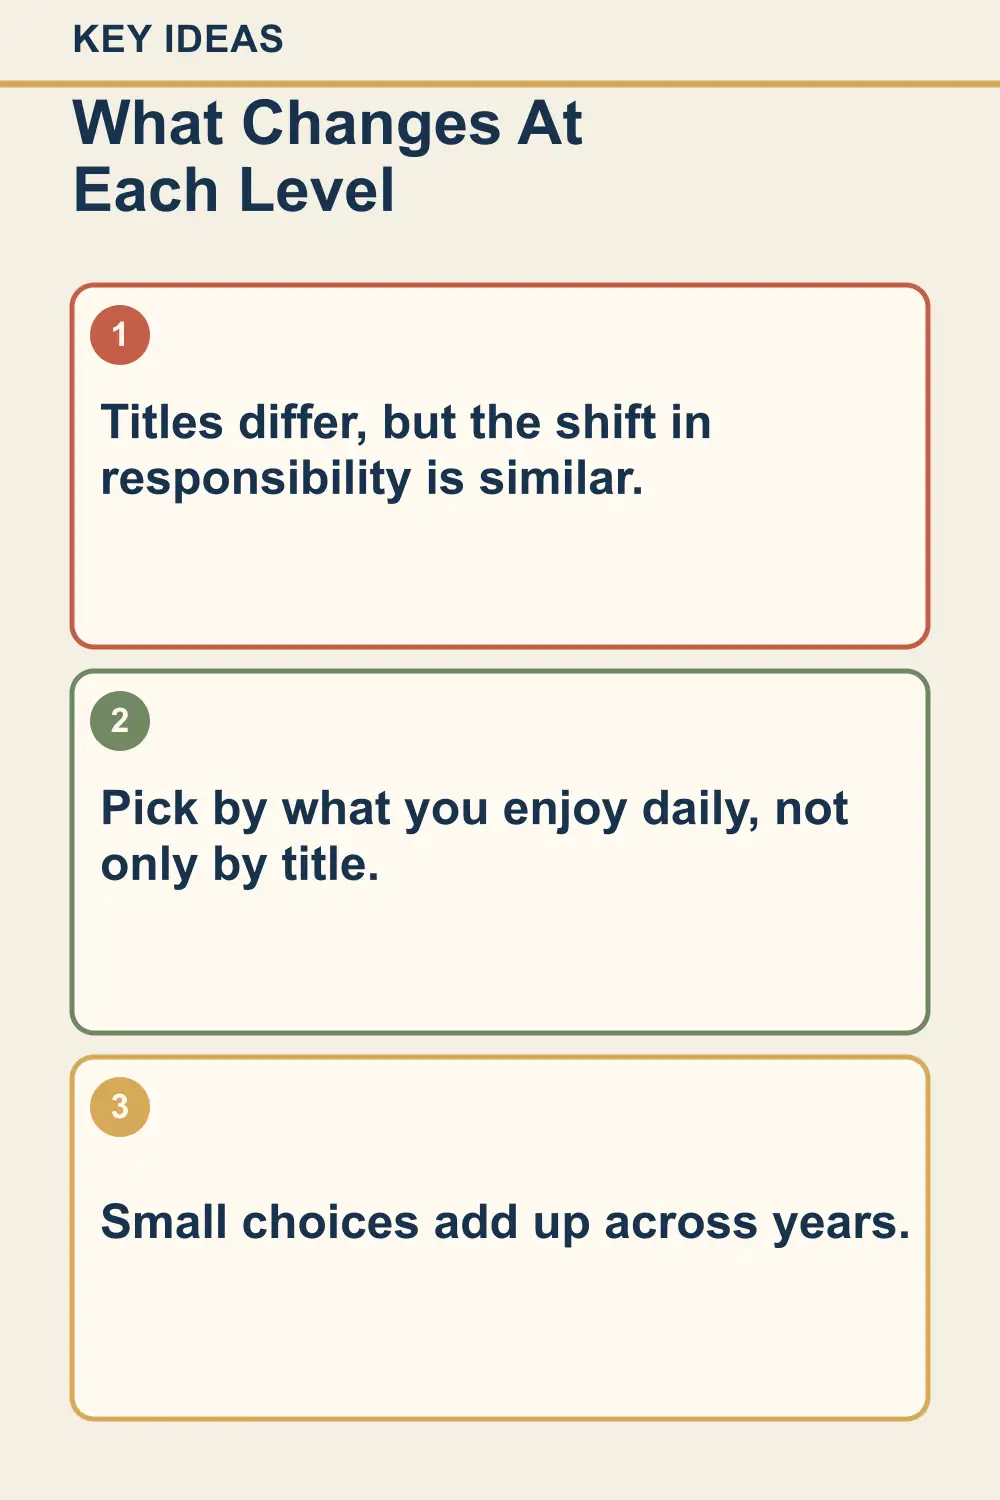 KEY IDEAS
What Changes At
Each Level
1
Titles differ, but the shift in
responsibility is similar.
2
Pick by what you enjoy daily, not
only by title.
3
Small choices add up across years.